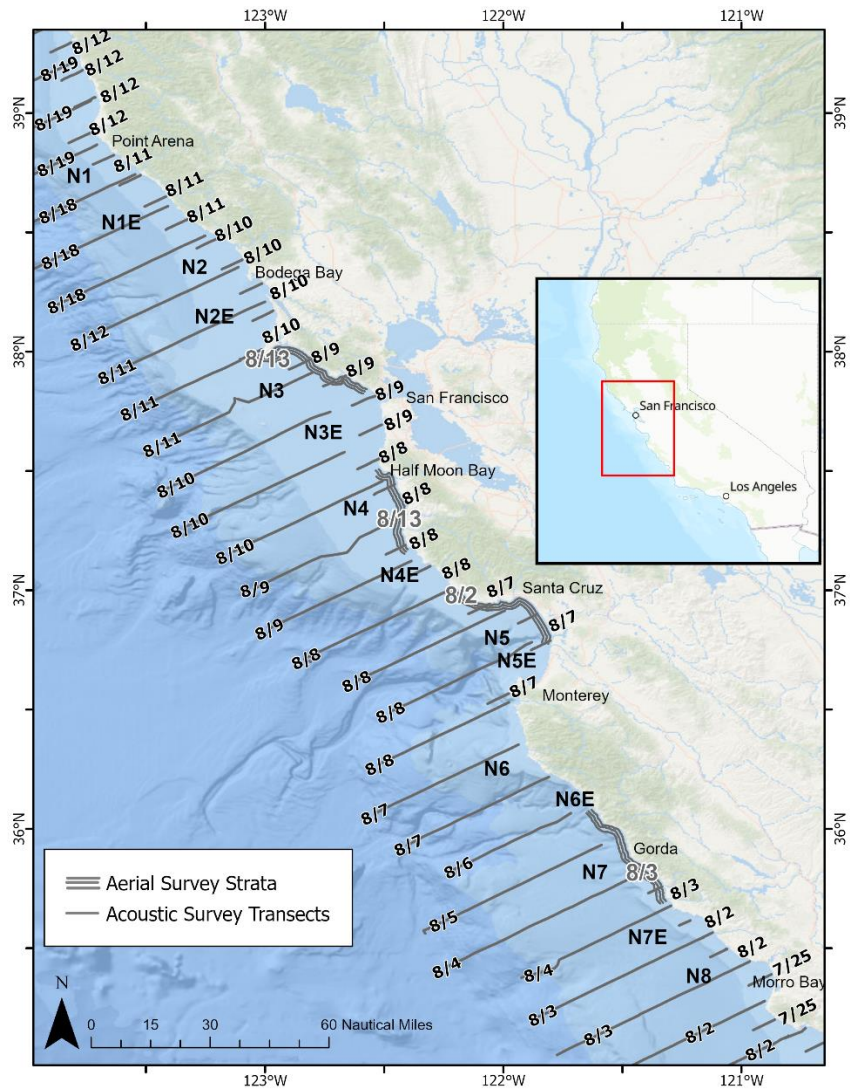 123°W
122°W
121°W
8/12
8/19
8/12
8/12
39°N
39°N
8/19
8/12
Point Arena
8/19
8/11
N1
8/18
8/11
N1E
8/11
8/18
8/10
N2
8/10
Bodega Bay
8/18
8/10
N2E
8/12
8/10
38°N
38°N
8/13
8/9
8/11
8/9
N3
8/9
San Francisco
8/11
8/9
N3E
8/11
8/8
Half Moon Bay
8/10
8/8
N4
8/13
8/10
8/8
8/10
N4E
8/8
37°N
37°N
8/9
8/2
8/7
Santa Cruz
8/9
8/7
N5
N5E
8/8
8/7
Monterey
8/8
8/8
8/8
N6
8/7
N6E
36°N
36°N
8/7
Gorda
8/6
N7
8/3
8/3
8/5
N7E
8/2
8/4
8/2
8/4
N8
7/25
Morro Bay
8/3
7/25
8/3
8/2
8/2
San Francisco
Los Angeles
Aerial Survey Strata
Acoustic Survey Transects
N
0 15 30 60 Nautical Miles
123°W
122°W
121°W